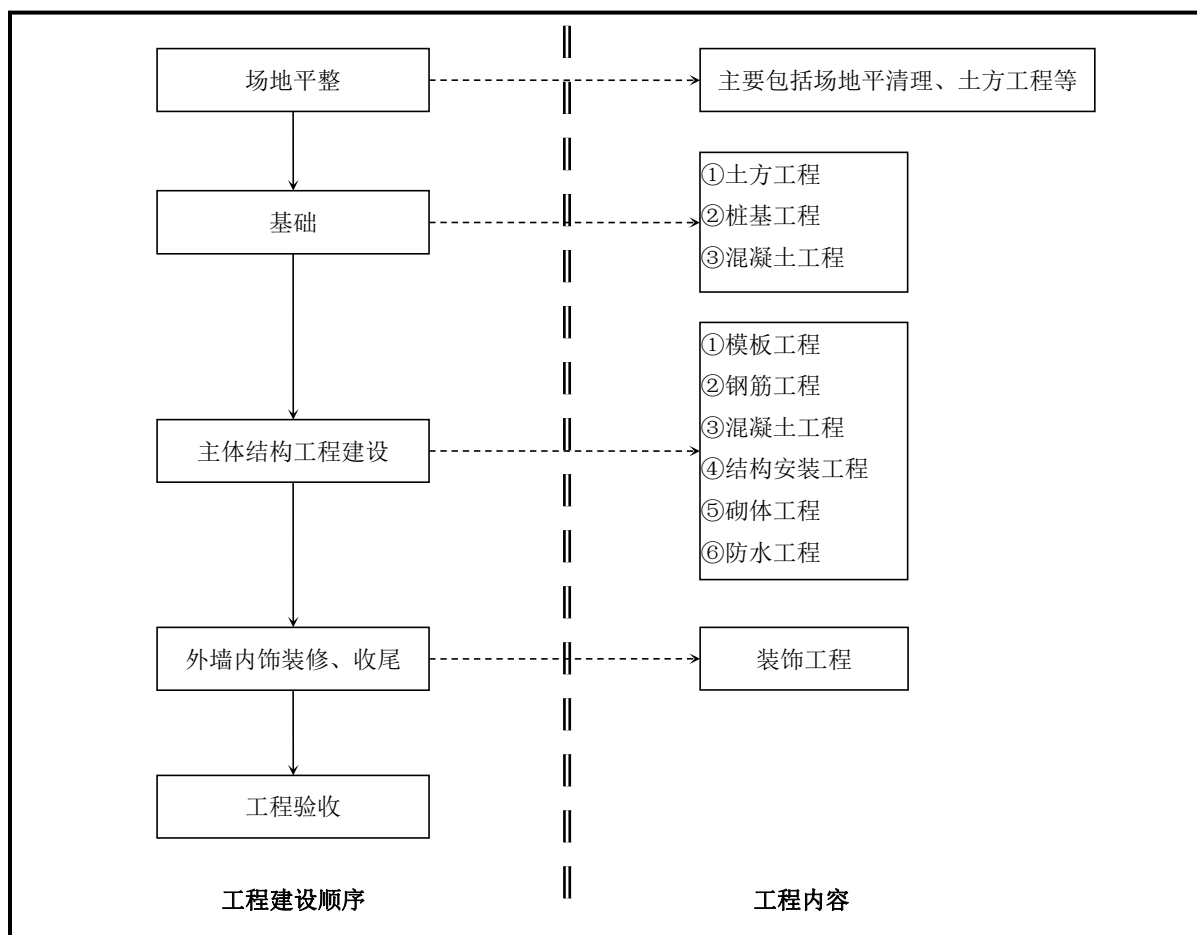 场地平整
主要包括场地平清理、土方工程等
基础
①土方工程
②桩基工程
③混凝土工程
主体结构工程建设
①模板工程
②钢筋工程
③混凝土工程
④结构安装工程
⑤砌体工程
⑥防水工程
外墙内饰装修、收尾
装饰工程
工程验收
工程建设顺序
工程内容